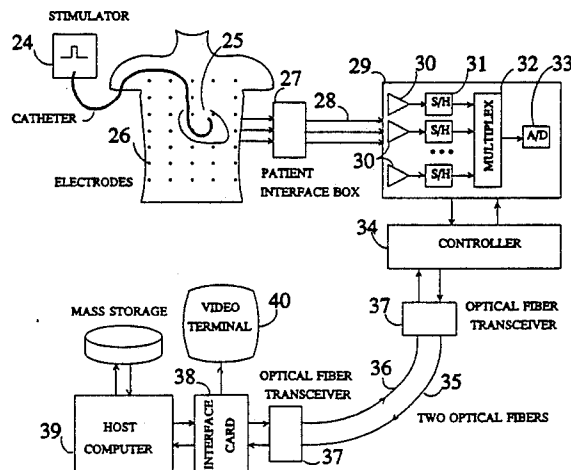 STIMULATOR
24
25
27
28
29
30
31
32
33
S/H
S/H
S/H
30
MULTIPLEX
A/D
CATHETER
26
ELECTRODES
PATIENT
INTERFACE BOX
34
CONTROLLER
MASS STORAGE
VIDEO
TERMINAL
40
37
OPTICAL FIBER
TRANSCEIVER
38
OPTICAL FIBER
TRANSCEIVER
36
35
TWO OPTICAL FIBERS
39
HOST
COMPUTER
INTERFACE
CARD
37